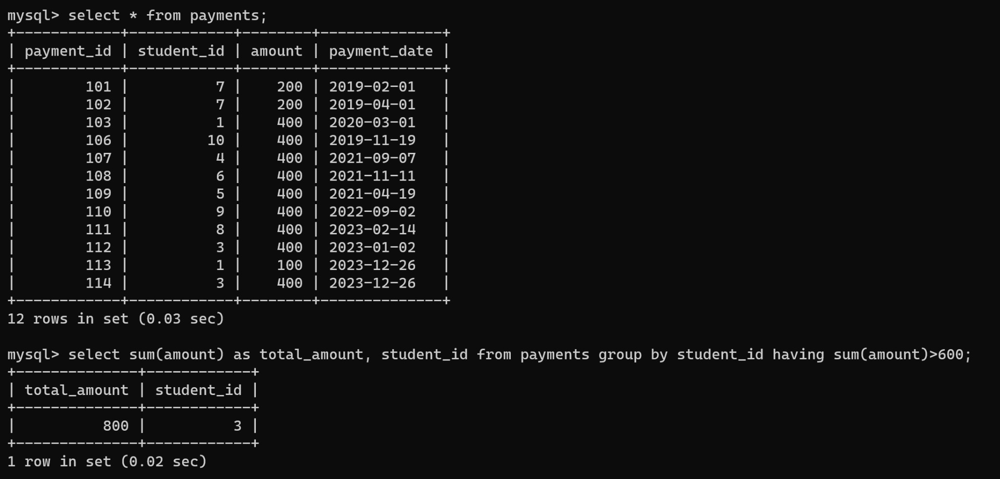 mysql> select * from payments;
+------------+------------+--------+--------------+
| payment_id | student_id | amount | payment_date |
+------------+------------+--------+--------------+
|        101 |          7 |    200 | 2019-02-01   |
|        102 |          7 |    200 | 2019-04-01   |
|        103 |          1 |    400 | 2020-03-01   |
|        106 |         10 |    400 | 2019-11-19   |
|        107 |          4 |    400 | 2021-09-07   |
|        108 |          6 |    400 | 2021-11-11   |
|        109 |          5 |    400 | 2021-04-19   |
|        110 |          9 |    400 | 2022-09-02   |
|        111 |          8 |    400 | 2023-02-14   |
|        112 |          3 |    400 | 2023-01-02   |
|        113 |          1 |    100 | 2023-12-26   |
|        114 |          3 |    400 | 2023-12-26   |
+------------+------------+--------+--------------+
12 rows in set (0.03 sec)

mysql> select sum(amount) as total_amount, student_id from payments group by student_id having sum(amount)>600;
+--------------+------------+
| total_amount | student_id |
+--------------+------------+
|          800 |          3 |
+--------------+------------+
1 row in set (0.02 sec)